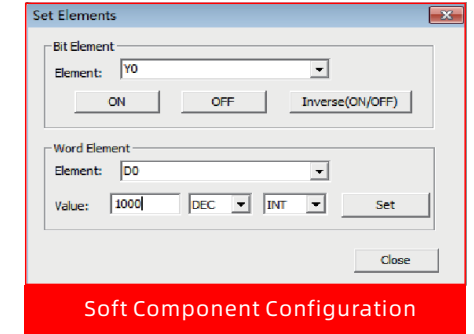 Set Elements
Bit Element
Element: Y0
ON OFF Inverse(ON/OFF)
Word Element
Element: D0
Value: 1000 DEC INT Set
Close
Soft Component Configuration